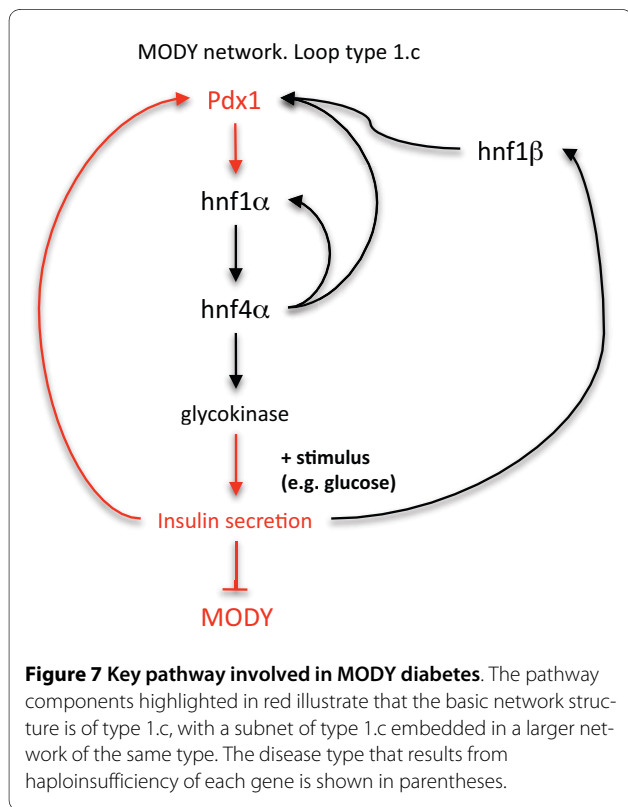 MODY network. Loop type 1.c
Pdx1
hnf1β
hnf1α
hnf4α
glycokinase
+ stimulus
(e.g. glucose)
Insulin secretion
MODY
Figure 7 Key pathway involved in MODY diabetes. The pathway
components highlighted in red illustrate that the basic network struc-
ture is of type 1.c, with a subnet of type 1.c embedded in a larger net-
work of the same type. The disease type that results from
haploinsufficiency of each gene is shown in parentheses.